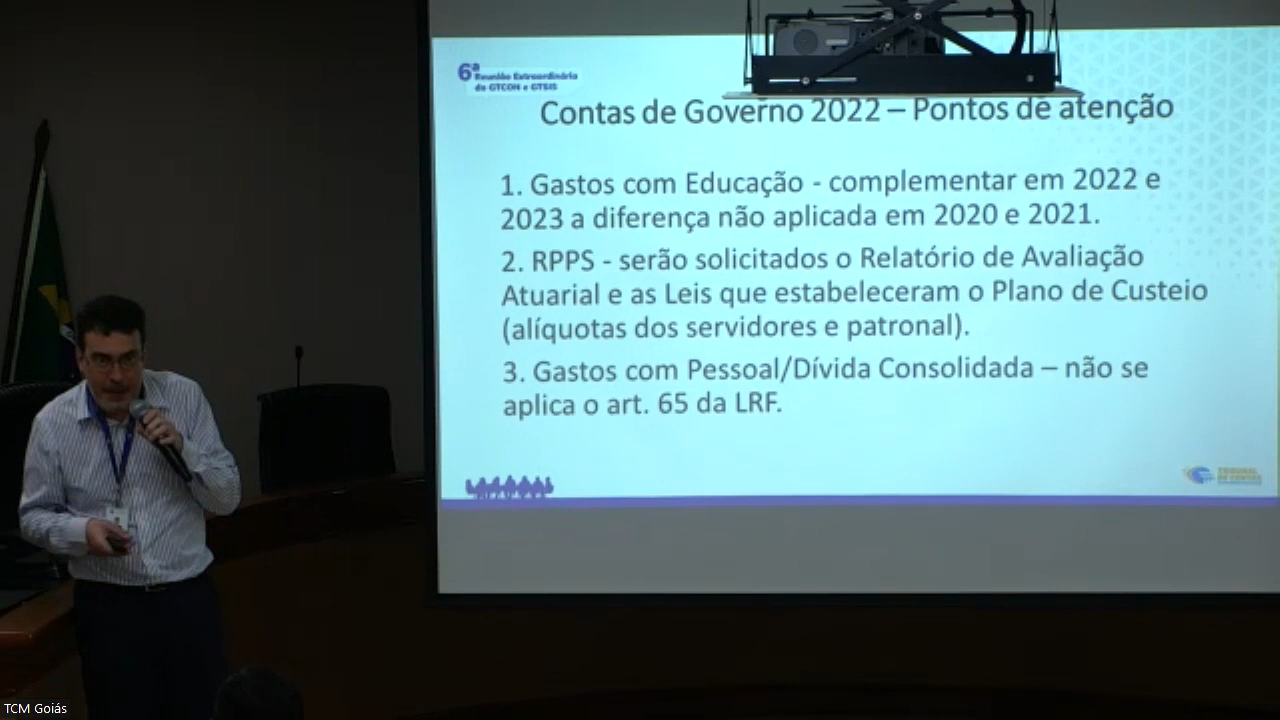 6ª Reunião Extraordinária
do GTCON e GTSIS
Contas de Governo 2022 – Pontos de atenção
1. Gastos com Educação - complementar em 2022 e
2023 a diferença não aplicada em 2020 e 2021.
2. RPPS - serão solicitados o Relatório de Avaliação
Atuarial e as Leis que estabeleceram o Plano de Custeio
(alíquotas dos servidores e patronal).
3. Gastos com Pessoal/Dívida Consolidada – não se
aplica o art. 65 da LRF.
TRIBUNAL
DE CONTAS
TCM Goiás